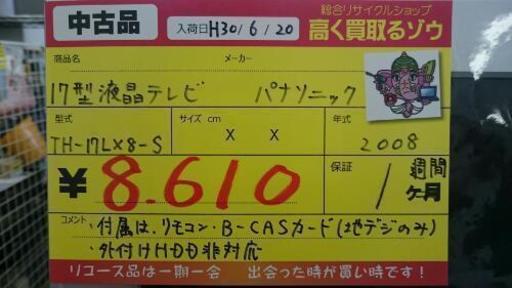 中古品 入荷日H30/6/20 総合リサイクルショップ
高く買取るゾウ
商品名 メーカー
17型液晶テレビ パナソニック
型式 サイズ cm 年式
TH-17LX8-S X X 2008
¥8.610 保証 1 週間 ケ月
コメント ・付属は、リモコン・B-CASカード(地デジのみ)
・外付けHDD非対応
リユース品は一期一会 出会った時が買い時です!